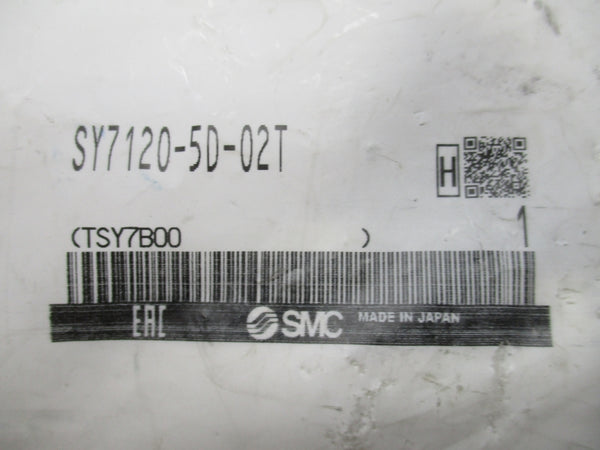 SY7120-5D-02T
H
1
(TSY7B00 )
EAC SMC MADE IN JAPAN